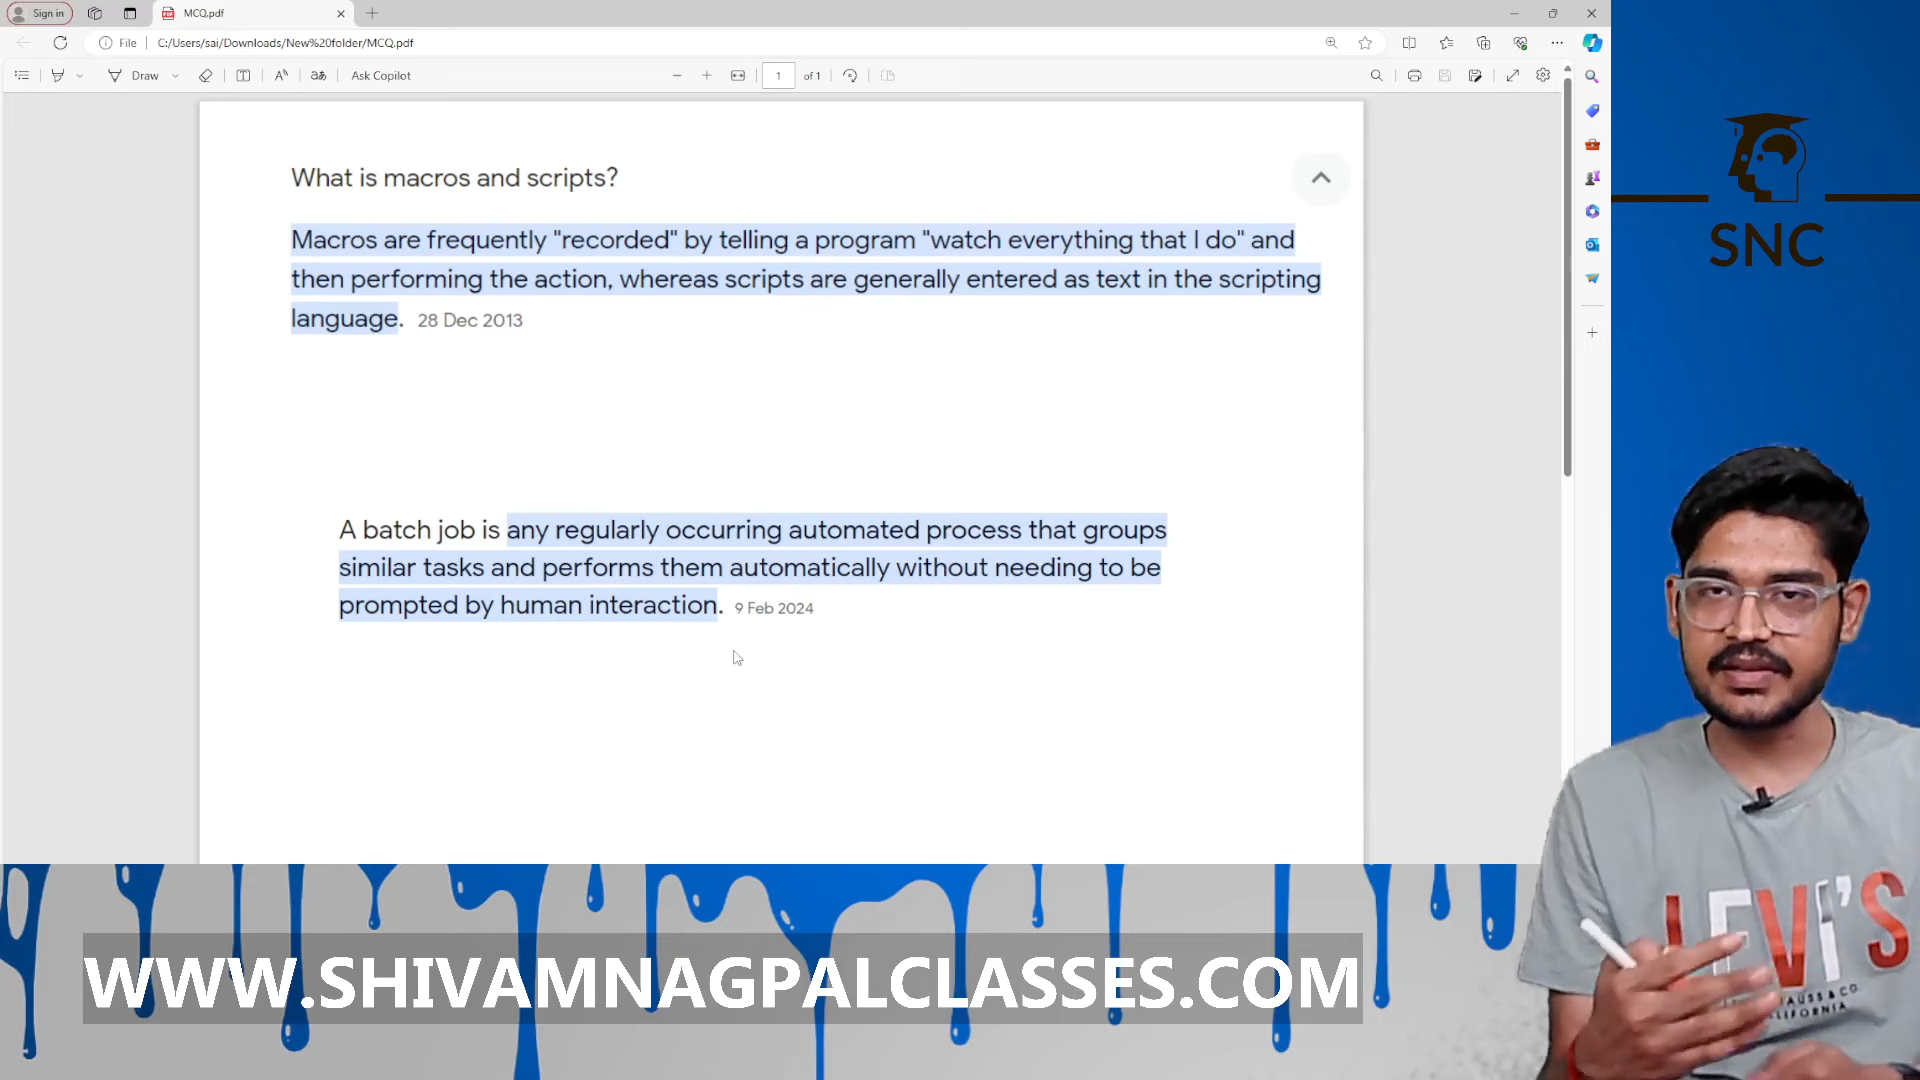 Sign in
MCQ.pdf
File
C:/Users/sai/Downloads/New%20folder/MCQ.pdf
Draw
Ask Copilot
1
of 1
What is macros and scripts?
Macros are frequently "recorded" by telling a program "watch everything that I do" and
then performing the action, whereas scripts are generally entered as text in the scripting
language. 28 Dec 2013
A batch job is any regularly occurring automated process that groups
similar tasks and performs them automatically without needing to be
prompted by human interaction. 9 Feb 2024
SNC
LEVI'S
WWW.SHIVAMNAGPALCLASSES.COM